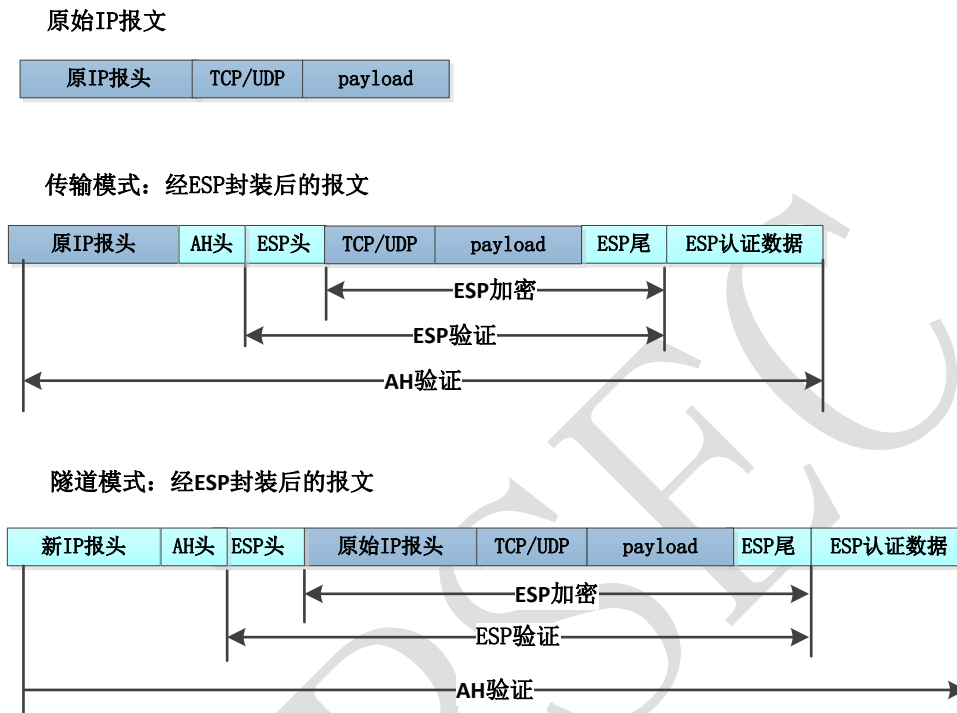 原始IP报文
原IP报头 TCP/UDP payload
传输模式：经ESP封装后的报文
原IP报头 AH头 ESP头 TCP/UDP payload ESP尾 ESP认证数据
ESP加密
ESP验证
AH验证
隧道模式：经ESP封装后的报文
新IP报头 AH头 ESP头 原始IP报头 TCP/UDP payload ESP尾 ESP认证数据
ESP加密
ESP验证
AH验证
PSEC